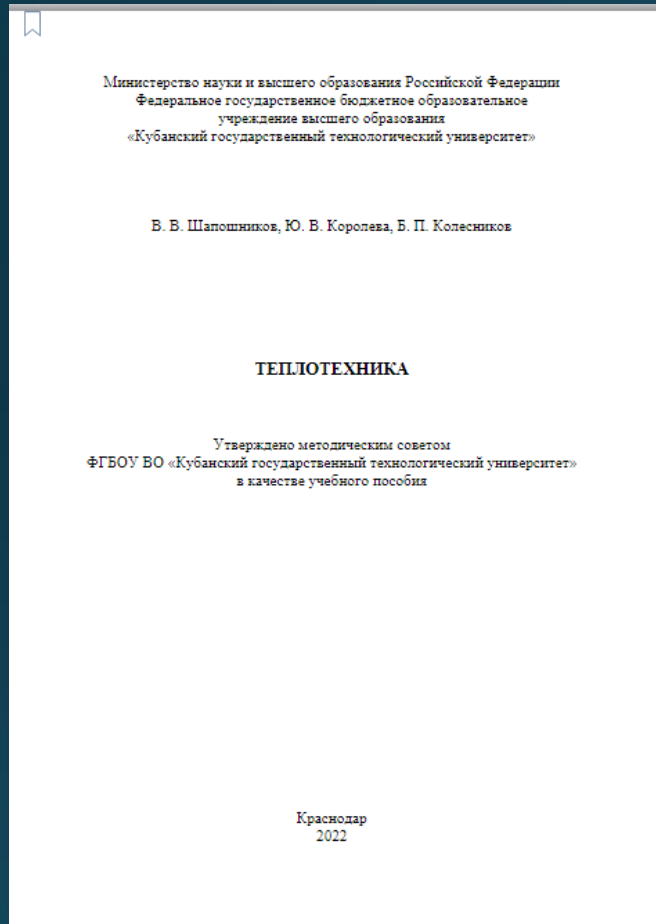 Министерство науки и высшего образования Российской Федерации
Федеральное государственное бюджетное образовательное
учреждение высшего образования
«Кубанский государственный технологический университет»
В. В. Шапошников, Ю. В. Королева, Б. П. Колесников
ТЕПЛОТЕХНИКА
Утверждено методическим советом
ФГБОУ ВО «Кубанский государственный технологический университет»
в качестве учебного пособия
Краснодар
2022